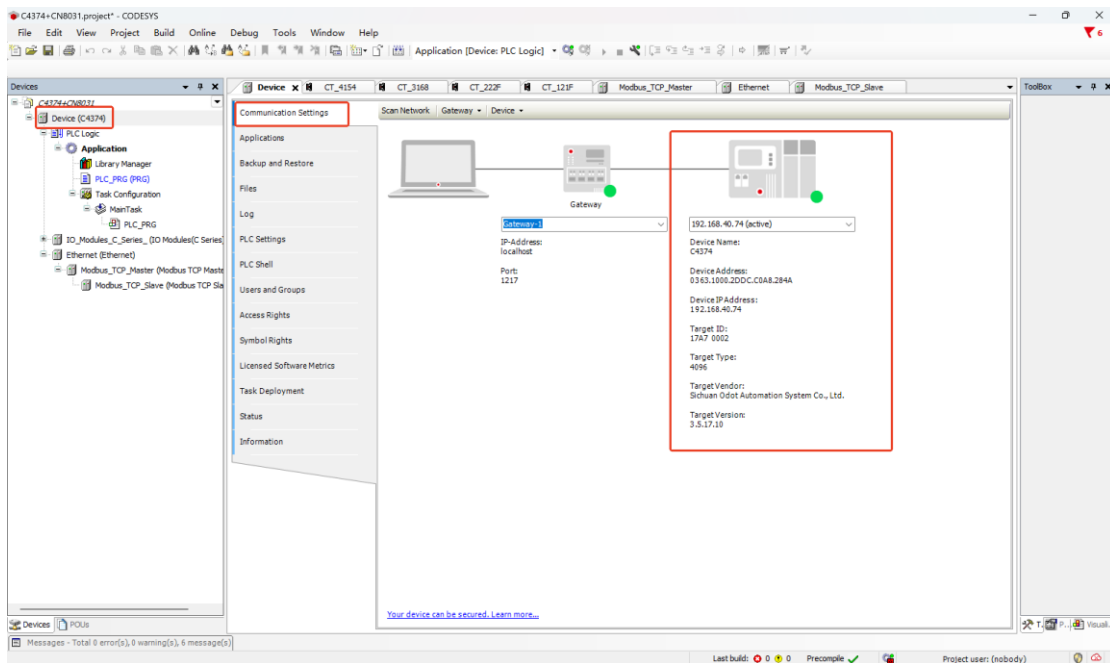 C4374+CN8031.project* - CODESYS
File Edit View Project Build Online Debug Tools Window Help
6
Application [Device: PLC Logic]
Devices
C4374+CN8031
Device (C4374)
PLC Logic
Application
Library Manager
PLC_PRG (PRG)
Task Configuration
MainTask
PLC_PRG
IO_Modules_C_Series_ (IO Modules(C Series
Ethernet (Ethernet)
Modbus_TCP_Master (Modbus TCP Maste
Modbus_TCP_Slave (Modbus TCP Sla
Devices POUs
Device CT_4154 CT_3168 CT_222F CT_121F Modbus_TCP_Master Ethernet Modbus_TCP_Slave
Communication Settings
Applications
Backup and Restore
Files
Log
PLC Settings
PLC Shell
Users and Groups
Access Rights
Symbol Rights
Licensed Software Metrics
Task Deployment
Status
Information
Scan Network Gateway Device
Gateway
Gateway-1
IP-Address:
localhost
Port:
1217
192.168.40.74 (active)
Device Name:
C4374
Device Address:
0363.1000.2DDC.C0A8.284A
Device IP Address:
192.168.40.74
Target ID:
17A7 0002
Target Type:
4096
Target Vendor:
Sichuan Odot Automation System Co., Ltd.
Target Version:
3.5.17.10
Your device can be secured. Learn more...
ToolBox
T. P... Visuali.
Messages - Total 0 error(s), 0 warning(s), 6 message(s)
Last build: 0 0 Precompile Project user: (nobody)